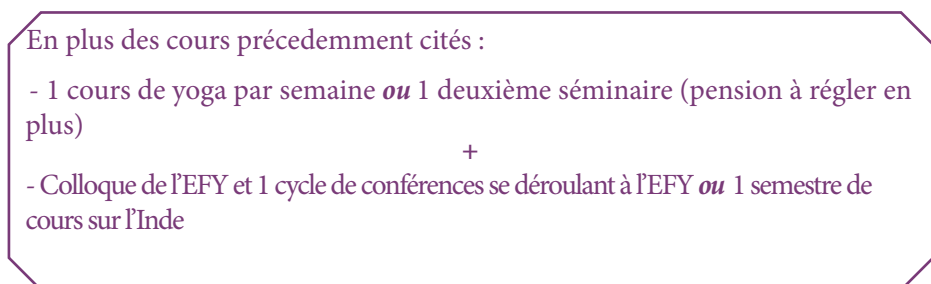 En plus des cours précedemment cités :
- 1 cours de yoga par semaine ou 1 deuxième séminaire (pension à régler en
plus)
+
- Colloque de l’EFY et 1 cycle de conférences se déroulant à l’EFY ou 1 semestre de
cours sur l’Inde